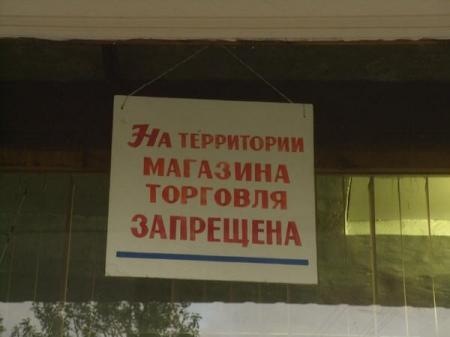 На территории
магазина
торговля
запрещена